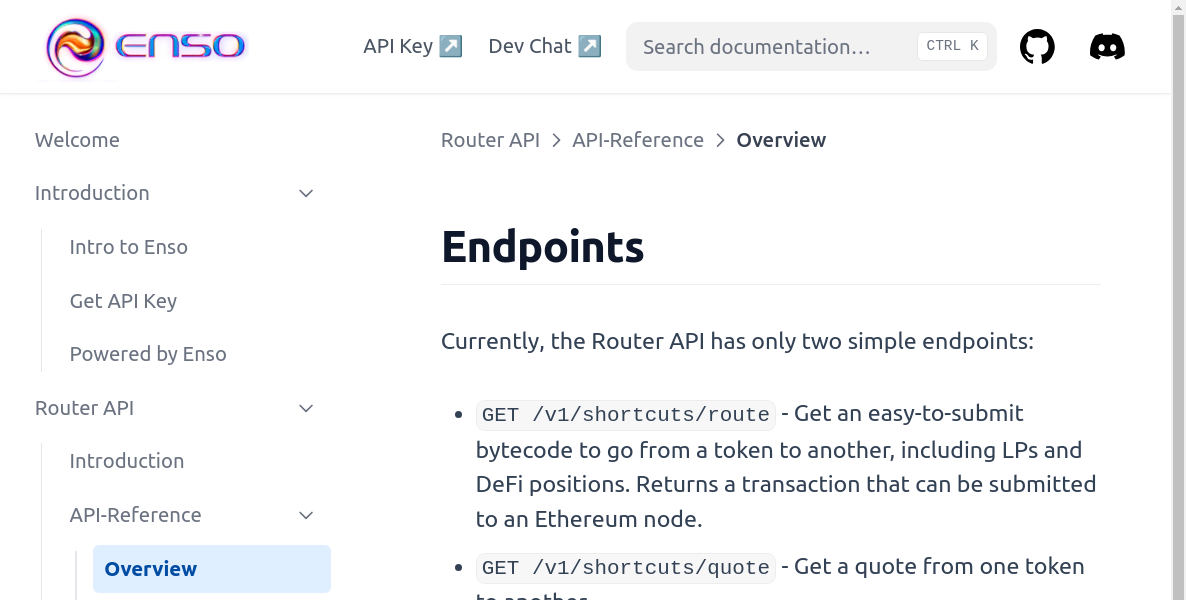 enso
API Key ↗
Dev Chat ↗
Search documentation…
CTRL K
Welcome
Introduction
Intro to Enso
Get API Key
Powered by Enso
Router API
Introduction
API-Reference
Overview
Router API > API-Reference > Overview
Endpoints
Currently, the Router API has only two simple endpoints:
• GET /v1/shortcuts/route - Get an easy-to-submit
bytecode to go from a token to another, including LPs and
DeFi positions. Returns a transaction that can be submitted
to an Ethereum node.
• GET /v1/shortcuts/quote - Get a quote from one token
to another